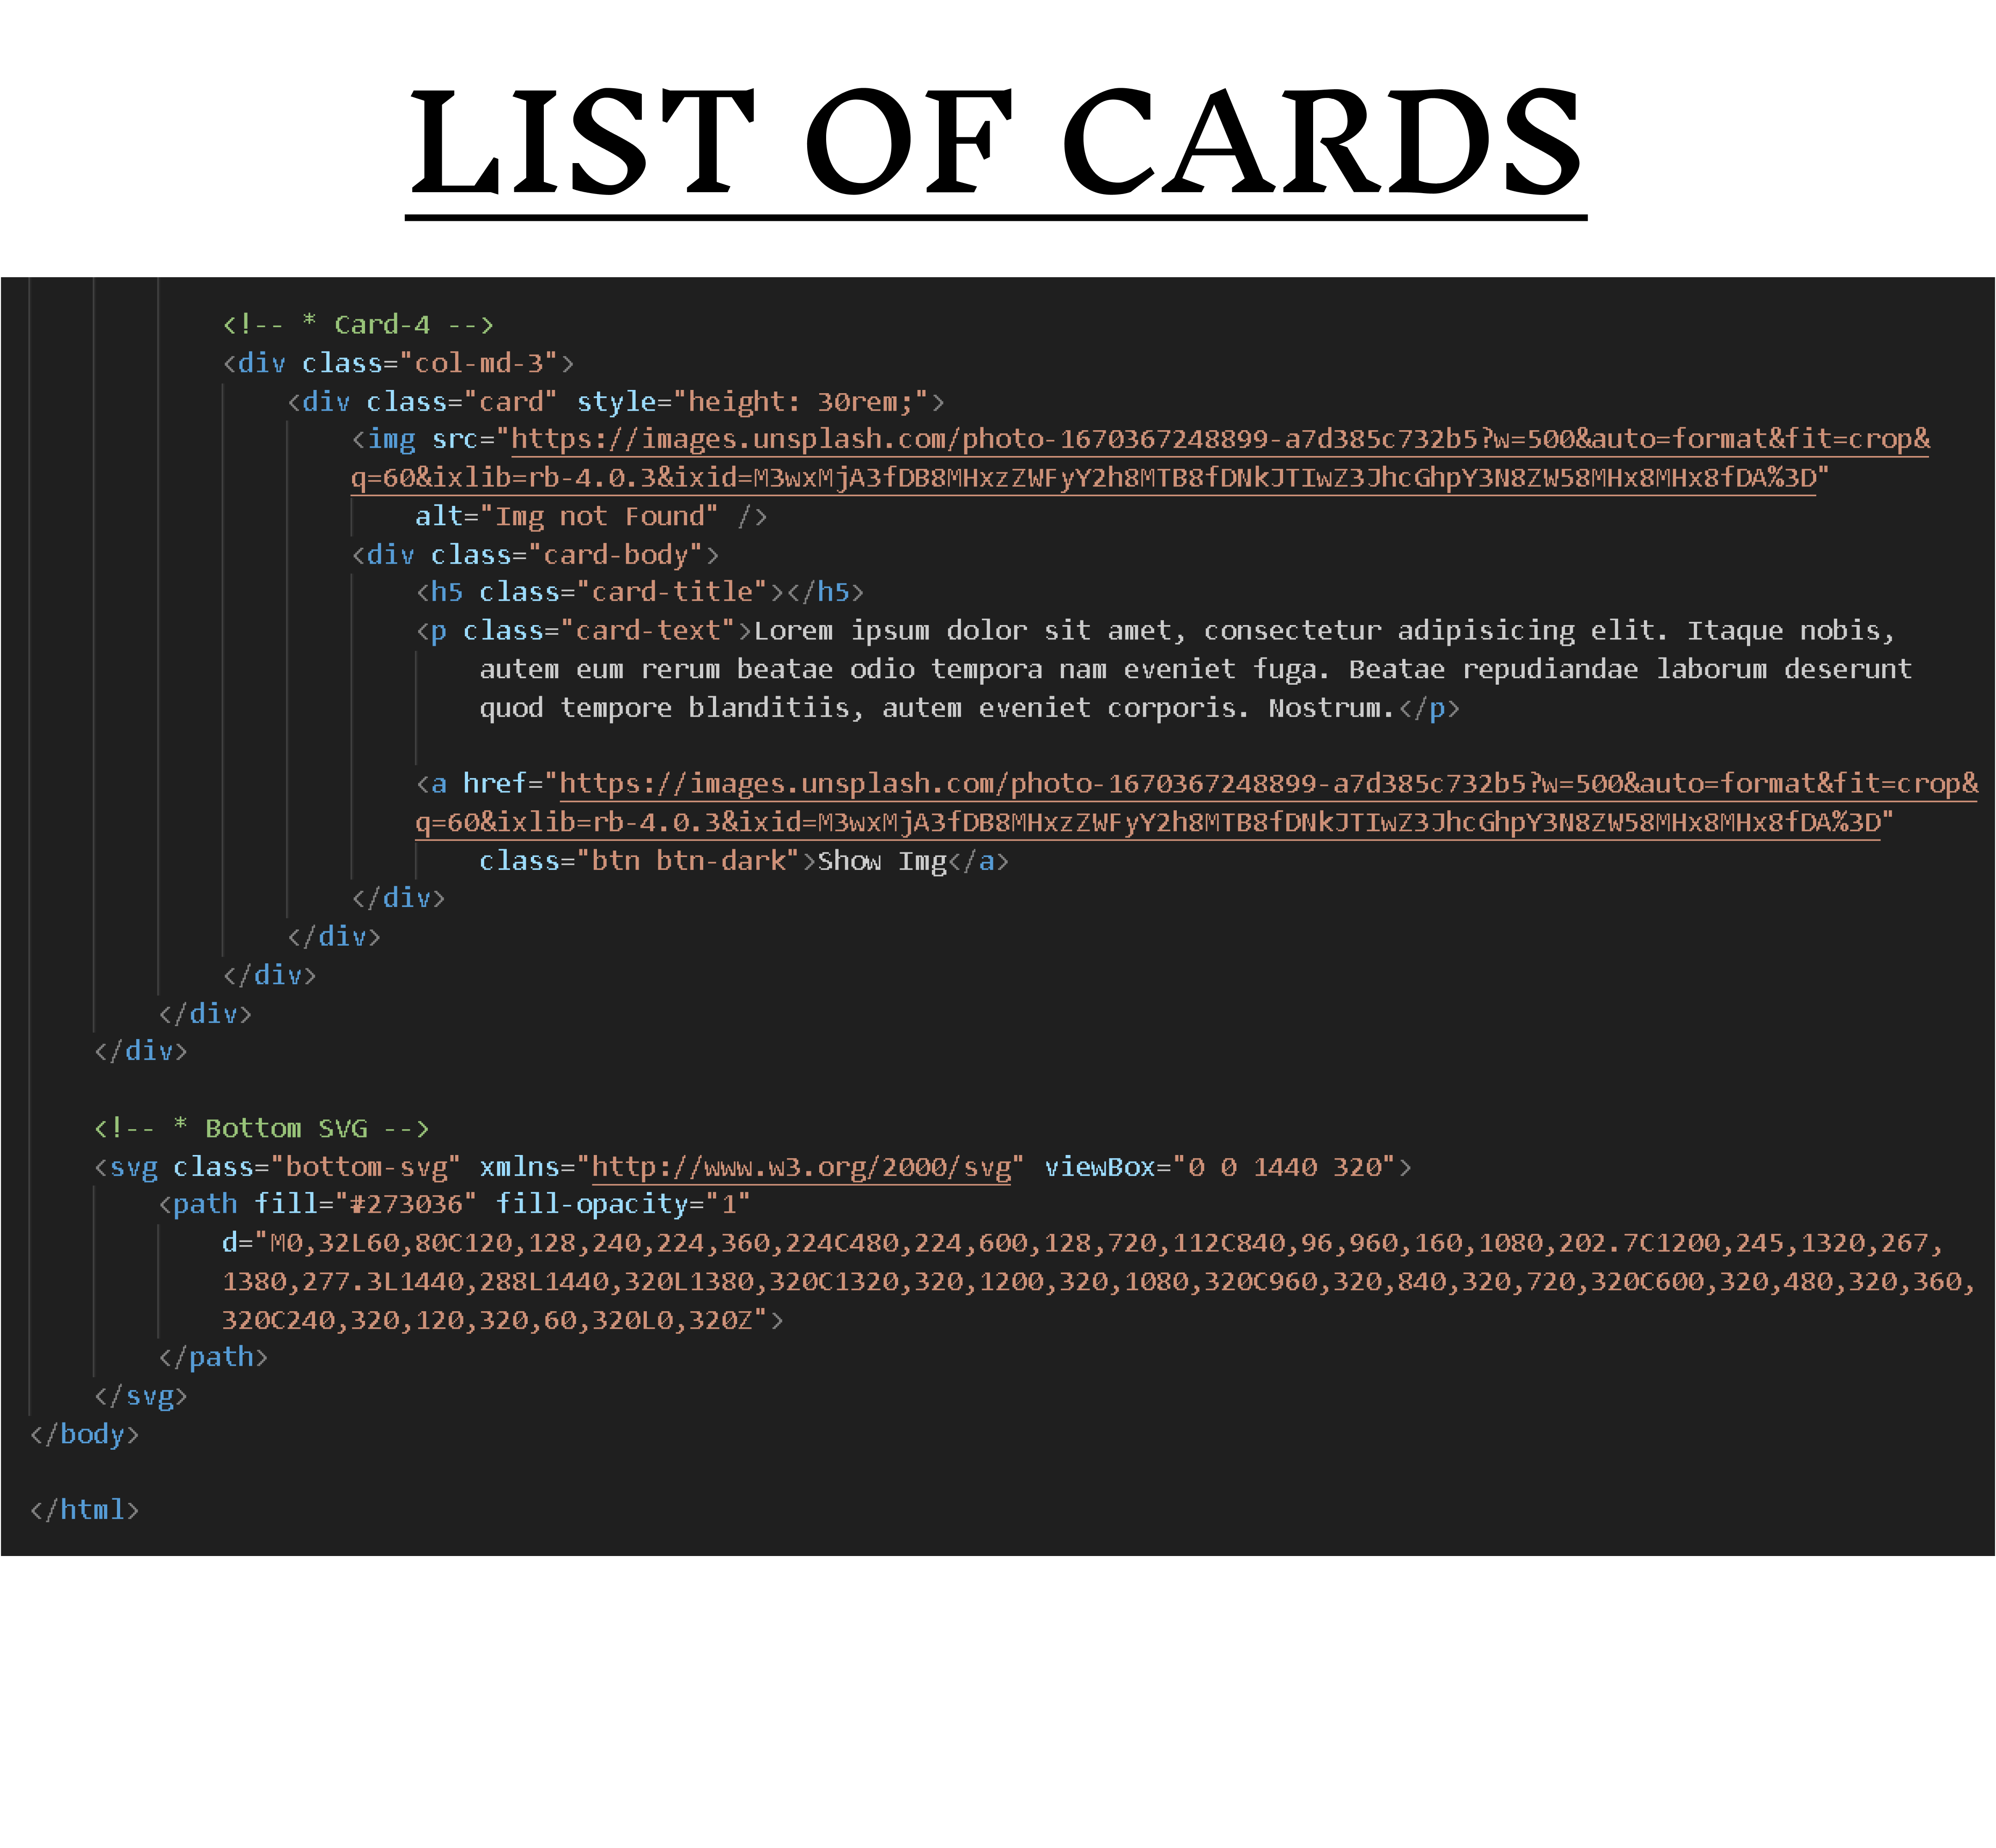 LIST OF CARDS
<!-- * Card-4 -->
<div class="col-md-3">
<div class="card" style="height: 30rem;">
<img src="https://images.unsplash.com/photo-1670367248899-a7d385c732b5?w=500&auto=format&fit=crop&
q=60&ixlib=rb-4.0.3&ixid=M3wxMjA3fDB8MHxzZWFyY2h8MTB8fDNkJTIwZ3JhcGhpY3N8ZW58MHx8MHx8fDA%3D"
alt="Img not Found" />
<div class="card-body">
<h5 class="card-title"></h5>
<p class="card-text">Lorem ipsum dolor sit amet, consectetur adipisicing elit. Itaque nobis,
autem eum rerum beatae odio tempora nam eveniet fuga. Beatae repudiandae laborum deserunt
quod tempore blanditiis, autem eveniet corporis. Nostrum.</p>
<a href="https://images.unsplash.com/photo-1670367248899-a7d385c732b5?w=500&auto=format&fit=crop&
q=60&ixlib=rb-4.0.3&ixid=M3wxMjA3fDB8MHxzZWFyY2h8MTB8fDNkJTIwZ3JhcGhpY3N8ZW58MHx8MHx8fDA%3D"
class="btn btn-dark">Show Img</a>
</div>
</div>
</div>
</div>
</div>
<!-- * Bottom SVG -->
<svg class="bottom-svg" xmlns="http://www.w3.org/2000/svg" viewBox="0 0 1440 320">
<path fill="#273036" fill-opacity="1"
d="M0,32L60,80C120,128,240,224,360,224C480,224,600,128,720,112C840,96,960,160,1080,202.7C1200,245,1320,267,
1380,277.3L1440,288L1440,320L1380,320C1320,320,1200,320,1080,320C960,320,840,320,720,320C600,320,480,320,360,
320C240,320,120,320,60,320L0,320Z">
</path>
</svg>
</body>
</html>